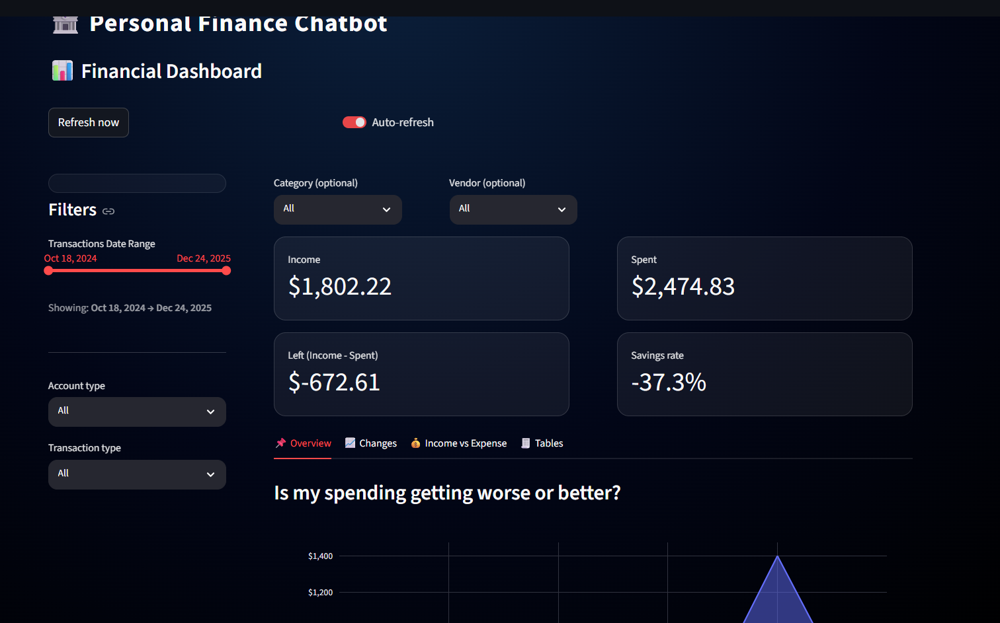 Personal Finance Chatbot
Financial Dashboard
Refresh now
Auto-refresh
Filters
Transactions Date Range
Oct 18, 2024
Dec 24, 2025
Showing: Oct 18, 2024 → Dec 24, 2025
Account type
All
Transaction type
All
Category (optional)
All
Vendor (optional)
All
Income
$1,802.22
Spent
$2,474.83
Left (Income - Spent)
$-672.61
Savings rate
-37.3%
Overview
Changes
Income vs Expense
Tables
Is my spending getting worse or better?
$1,400
$1,200